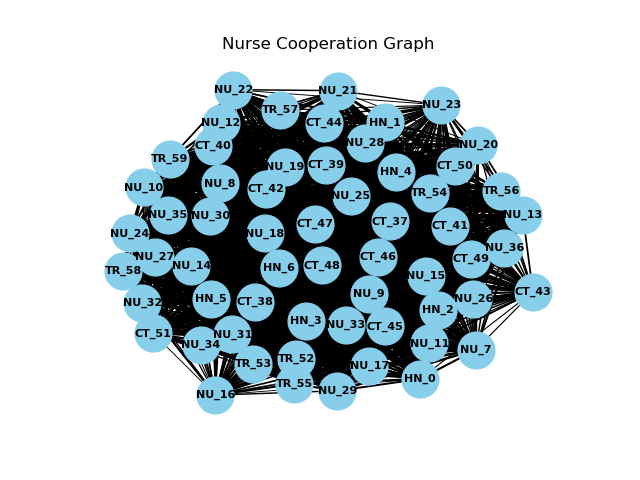 Nurse Cooperation Graph
NU_22
NU_21
NU_23
TR_57
NU_12
CT_44
HN_1
NU_28
CT_40
NU_20
TR_59
NU_19
CT_39
CT_50
HN_4
NU_10
NU_8
CT_42
TR_54
TR_56
NU_25
NU_35
NU_30
NU_13
CT_47
CT_37
CT_41
NU_24
NU_18
NU_36
NU_27
CT_46
CT_49
TR_58
NU_14
HN_6
CT_48
NU_15
CT_43
NU_32
HN_5
CT_38
NU_9
NU_26
HN_2
CT_51
NU_31
HN_3
NU_33
CT_45
NU_34
NU_11
NU_7
TR_53
TR_52
NU_17
HN_0
TR_55
NU_29
NU_16